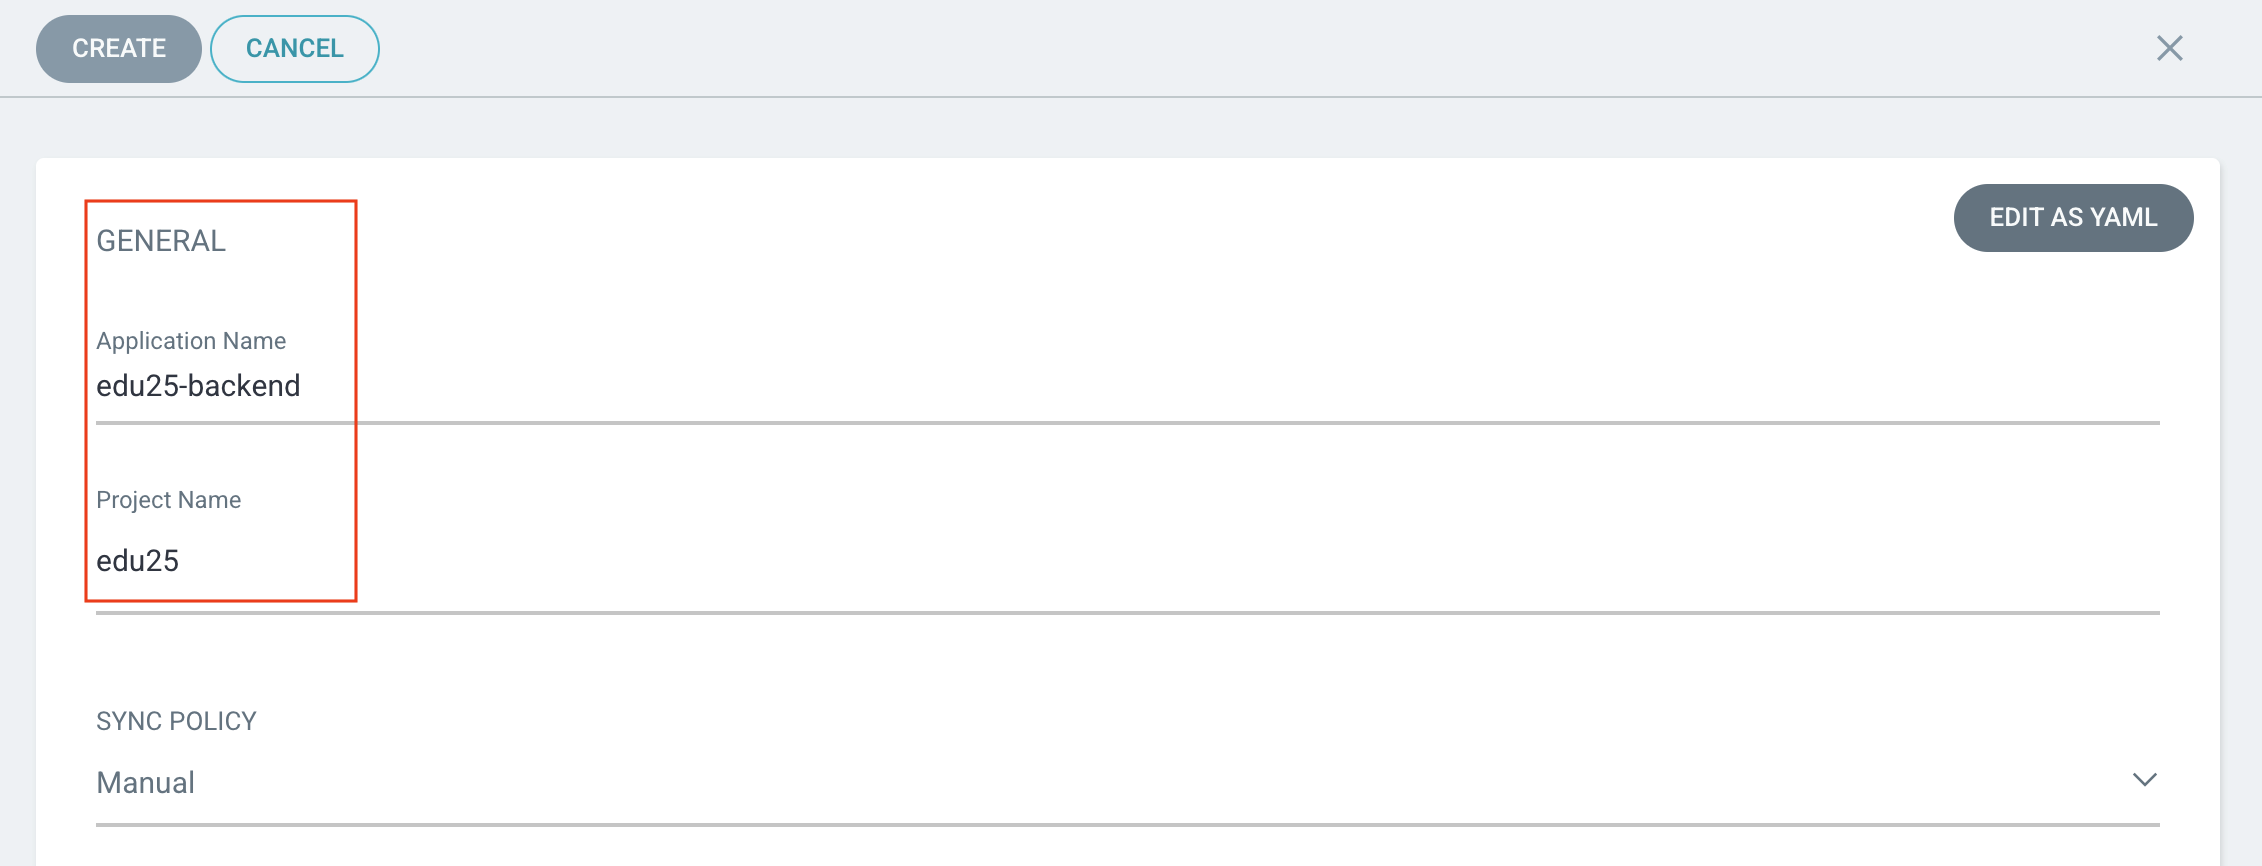 CREATE CANCEL
EDIT AS YAML
GENERAL
Application Name
edu25-backend
Project Name
edu25
SYNC POLICY
Manual